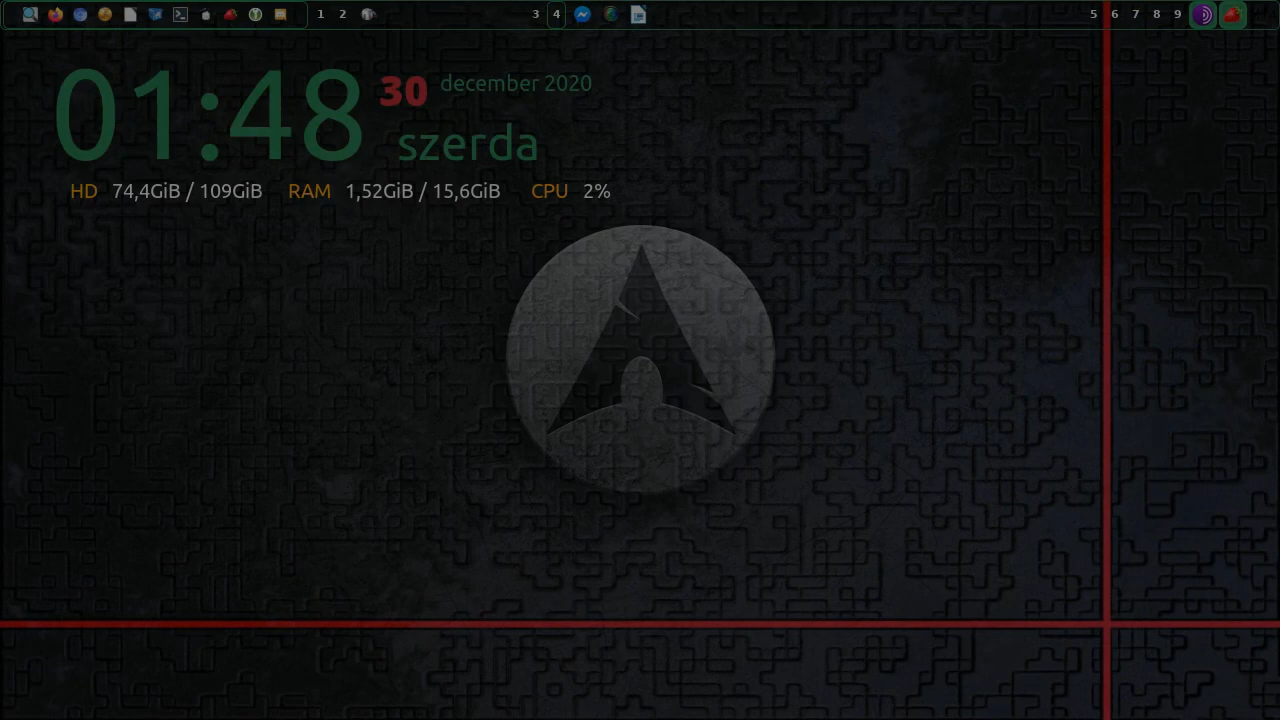 1 2 3 4 5 6 7 8 9
01:48 30 december 2020
szerda
HD 74,4GiB / 109GiB RAM 1,52GiB / 15,6GiB CPU 2%